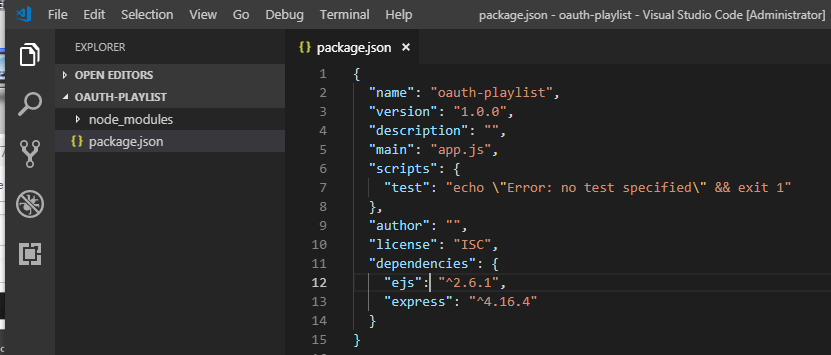 File Edit Selection View Go Debug Terminal Help package.json - oauth-playlist - Visual Studio Code [Administrator]
EXPLORER
OPEN EDITORS
OAUTH-PLAYLIST
node_modules
{} package.json
{} package.json ×
1 {
2 "name": "oauth-playlist",
3 "version": "1.0.0",
4 "description": "",
5 "main": "app.js",
6 "scripts": {
7 "test": "echo \"Error: no test specified\" && exit 1"
8 },
9 "author": "",
10 "license": "ISC",
11 "dependencies": {
12 "ejs": "^2.6.1",
13 "express": "^4.16.4"
14 }
15 }